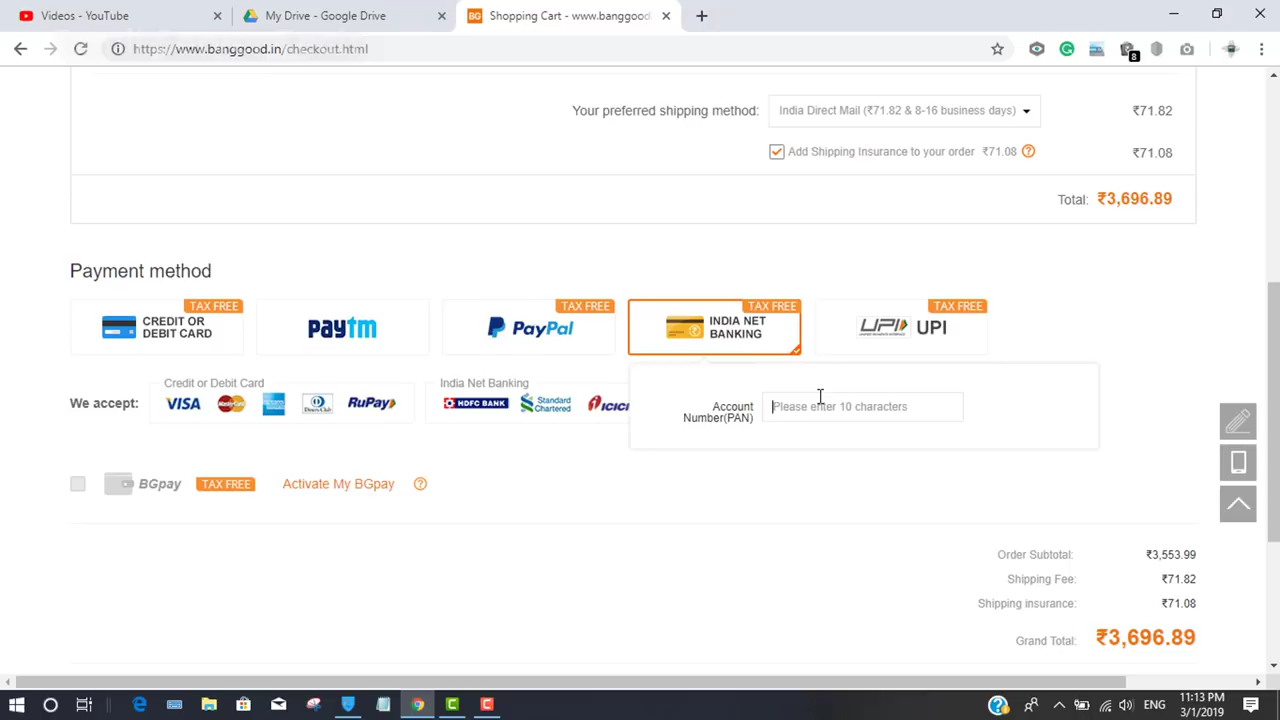 Videos - YouTube
My Drive - Google Drive
Shopping Cart - www.banggood
https://www.banggood.in/checkout.html
8
Your preferred shipping method:
India Direct Mail (₹71.82 & 8-16 business days)
₹71.82
Add Shipping Insurance to your order ₹71.08
₹71.08
Total: ₹3,696.89
Payment method
TAX FREE
CREDIT OR DEBIT CARD
Paytm
TAX FREE
PayPal
TAX FREE
INDIA NET BANKING
TAX FREE
UPI UPI
We accept:
Credit or Debit Card
VISA
MasterCard
RuPay
India Net Banking
HDFC BANK
Standard Chartered
ICICI
Account Number(PAN)
Please enter 10 characters
BGpay
TAX FREE
Activate My BGpay
Order Subtotal: ₹3,553.99
Shipping Fee: ₹71.82
Shipping insurance: ₹71.08
Grand Total: ₹3,696.89
ENG
11:13 PM
3/1/2019